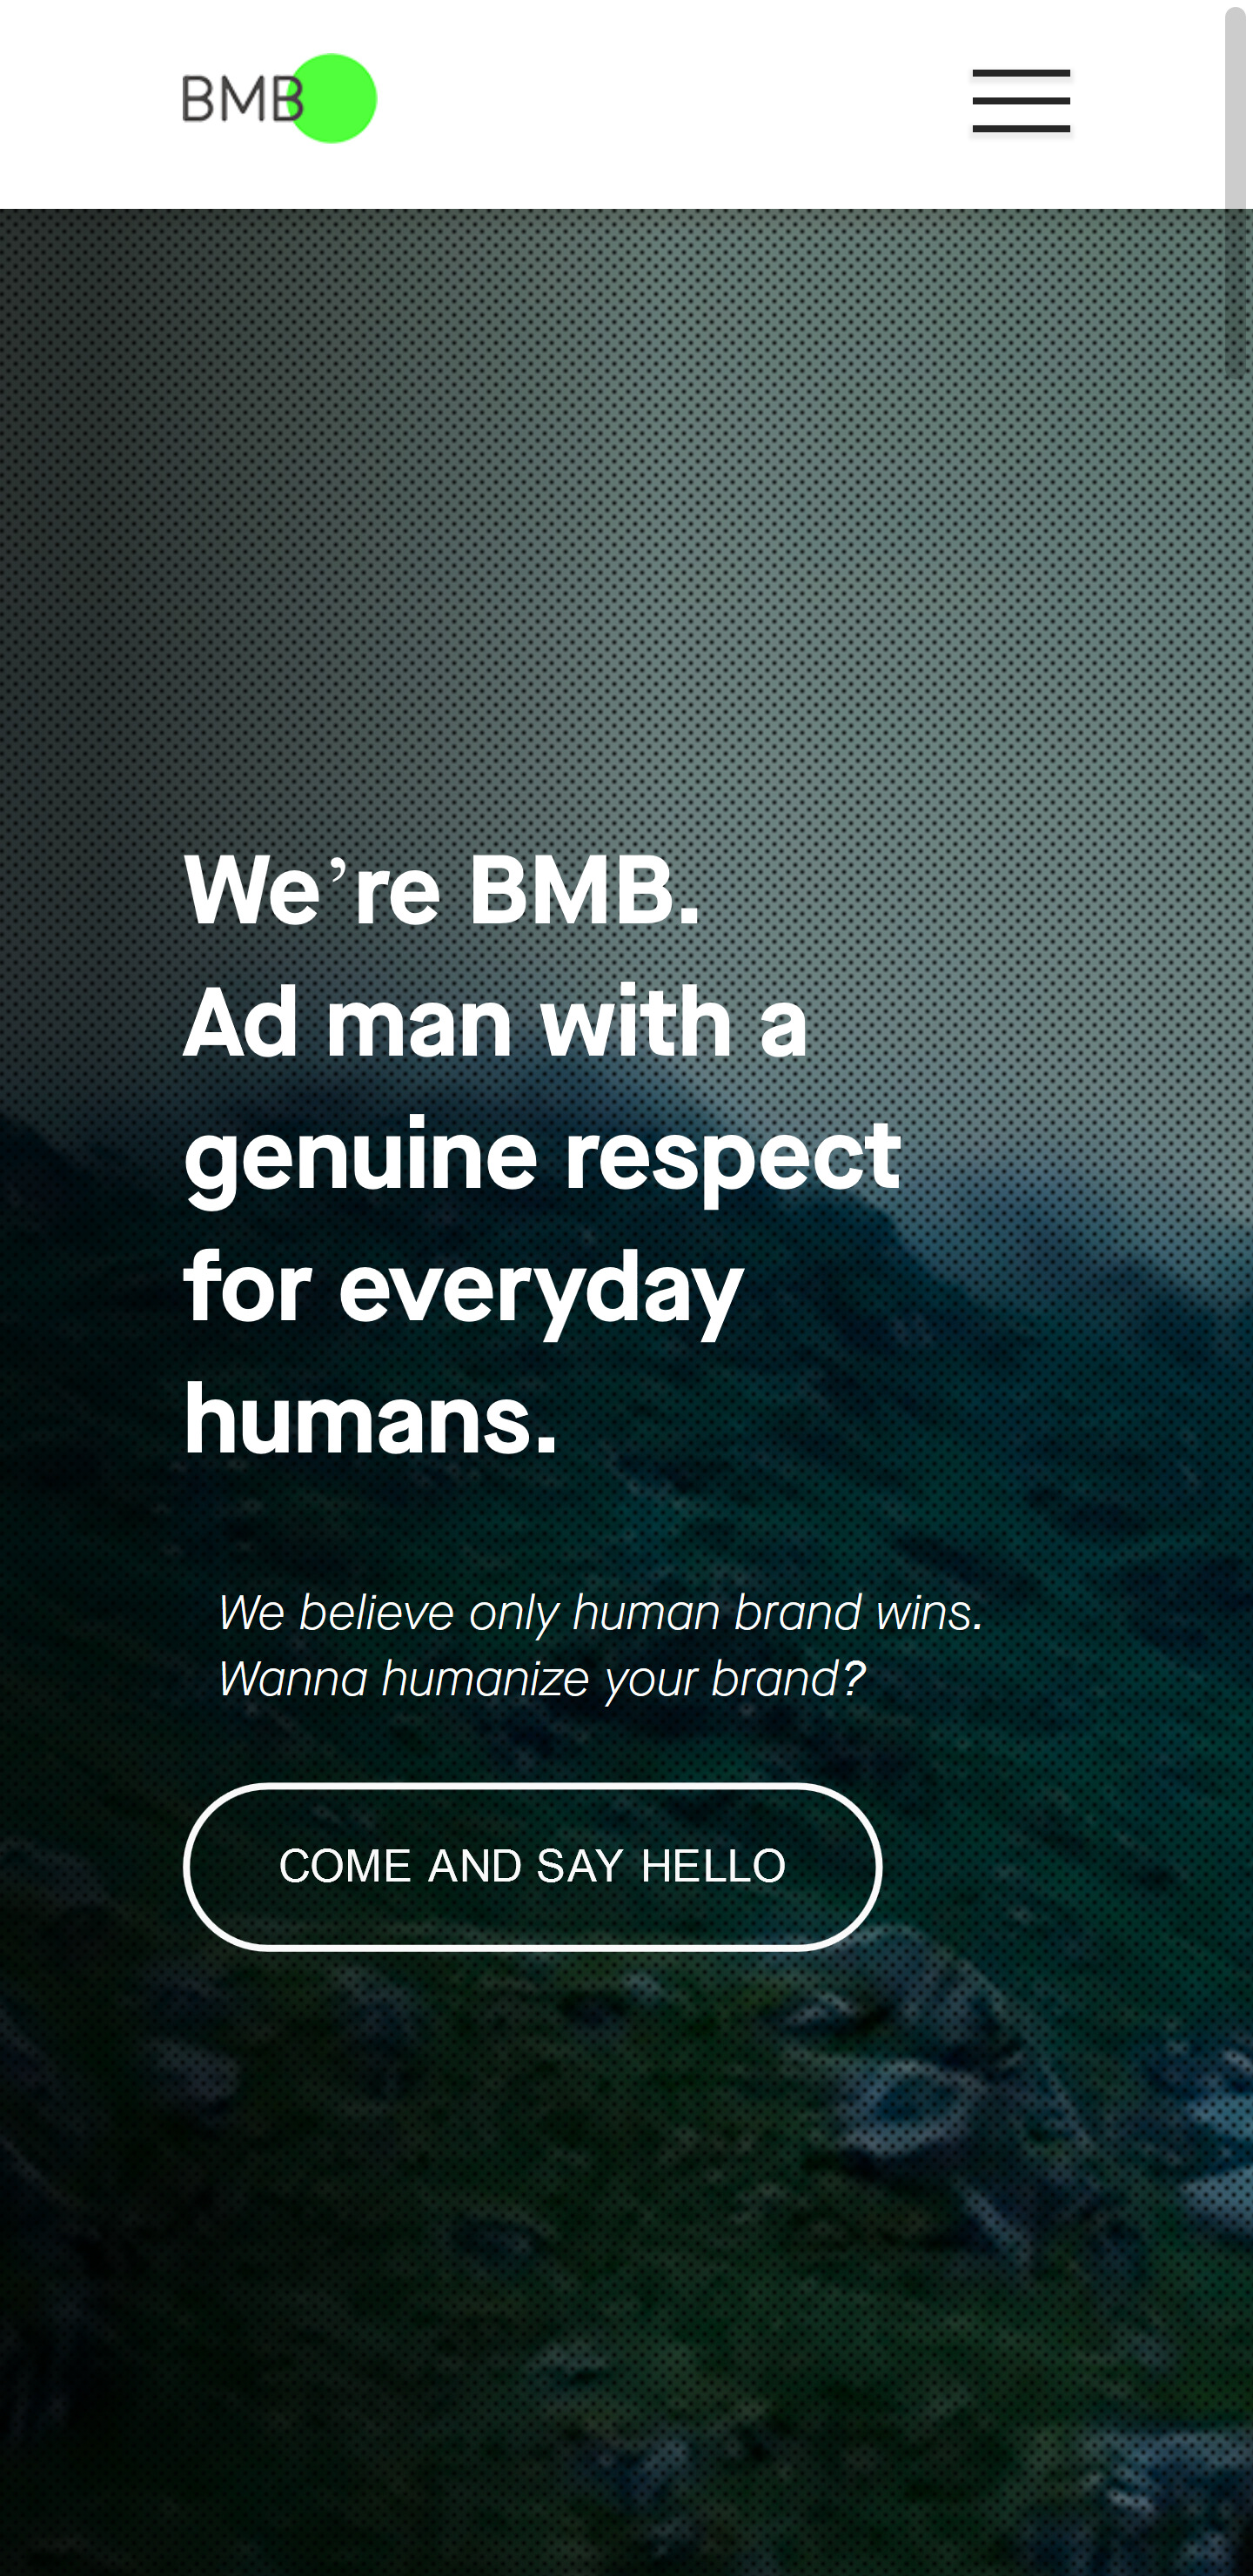 BMB
We’re BMB.
Ad man with a
genuine respect
for everyday
humans.
We believe only human brand wins.
Wanna humanize your brand?
COME AND SAY HELLO